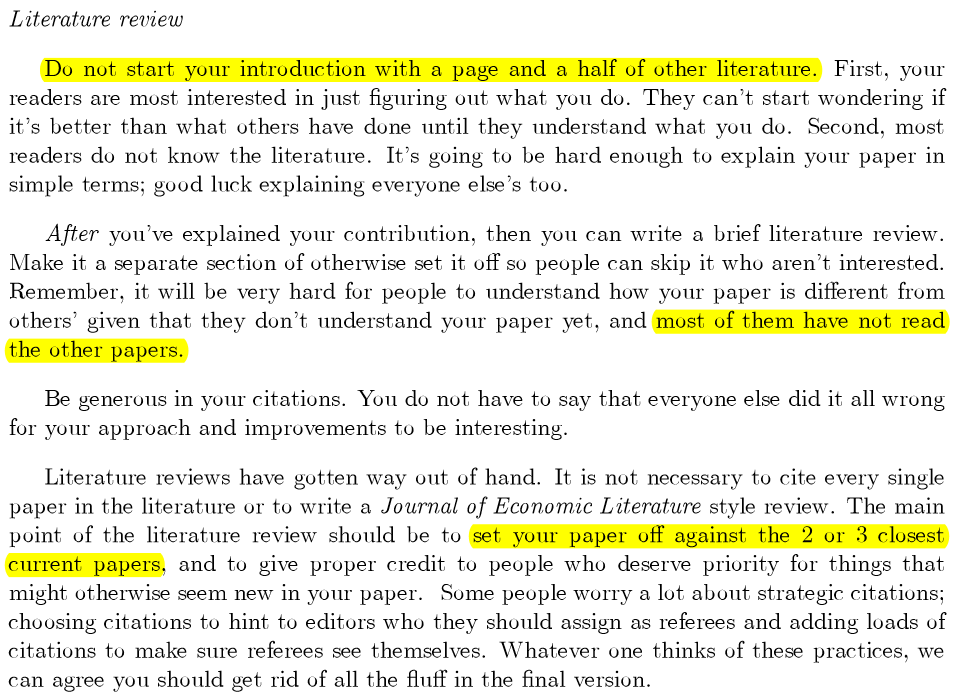 Literature review
Do not start your introduction with a page and a half of other literature. First, your
readers are most interested in just figuring out what you do. They can't start wondering if
it's better than what others have done until they understand what you do. Second, most
readers do not know the literature. It's going to be hard enough to explain your paper in
simple terms; good luck explaining everyone else's too.
After you've explained your contribution, then you can write a brief literature review.
Make it a separate section of otherwise set it off so people can skip it who aren't interested.
Remember, it will be very hard for people to understand how your paper is different from
others' given that they don't understand your paper yet, and most of them have not read
the other papers.
Be generous in your citations. You do not have to say that everyone else did it all wrong
for your approach and improvements to be interesting.
Literature reviews have gotten way out of hand. It is not necessary to cite every single
paper in the literature or to write a Journal of Economic Literature style review. The main
point of the literature review should be to set your paper off against the 2 or 3 closest
current papers, and to give proper credit to people who deserve priority for things that
might otherwise seem new in your paper. Some people worry a lot about strategic citations;
choosing citations to hint to editors who they should assign as referees and adding loads of
citations to make sure referees see themselves. Whatever one thinks of these practices, we
can agree you should get rid of all the fluff in the final version.